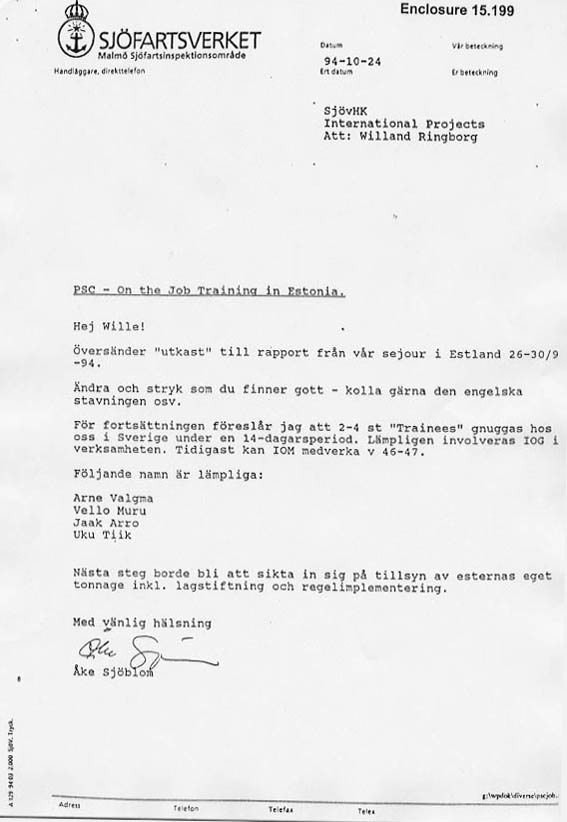 Enclosure 15.199
SJÖFARTSVERKET
Malmö Sjöfartsinspektionsområde
Handläggare, direkttelefon
Datum
Vår beteckning
94-10-24
Ert datum
Er beteckning
SjövHK
International Projects
Att: Willand Ringborg
PSC - On the Job Training in Estonia.
Hej Wille!
Översänder "utkast" till rapport från vår sejour i Estland 26-30/9
-94.
Ändra och stryk som du finner gott - kolla gärna den engelska
stavningen osv.
För fortsättningen föreslår jag att 2-4 st "Trainees" gnuggas hos
oss i Sverige under en 14-dagarsperiod. Lämpligen involveras IOG i
verksamheten. Tidigast kan IOM medverka v 46-47.
Följande namn är lämpliga:
Arne Valgma
Vello Muru
Jaak Arro
Uku Tiik
Nästa steg borde bli att sikta in sig på tillsyn av esternas eget
tonnage inkl. lagstiftning och regelimplementering.
Med vänlig hälsning
Åke Sjöblom
A 129 94 03 2.000 SjöV. Tryck.
g:\wpdok\diverse\pscjob.
Adress
Telefon
Telefax
Telex